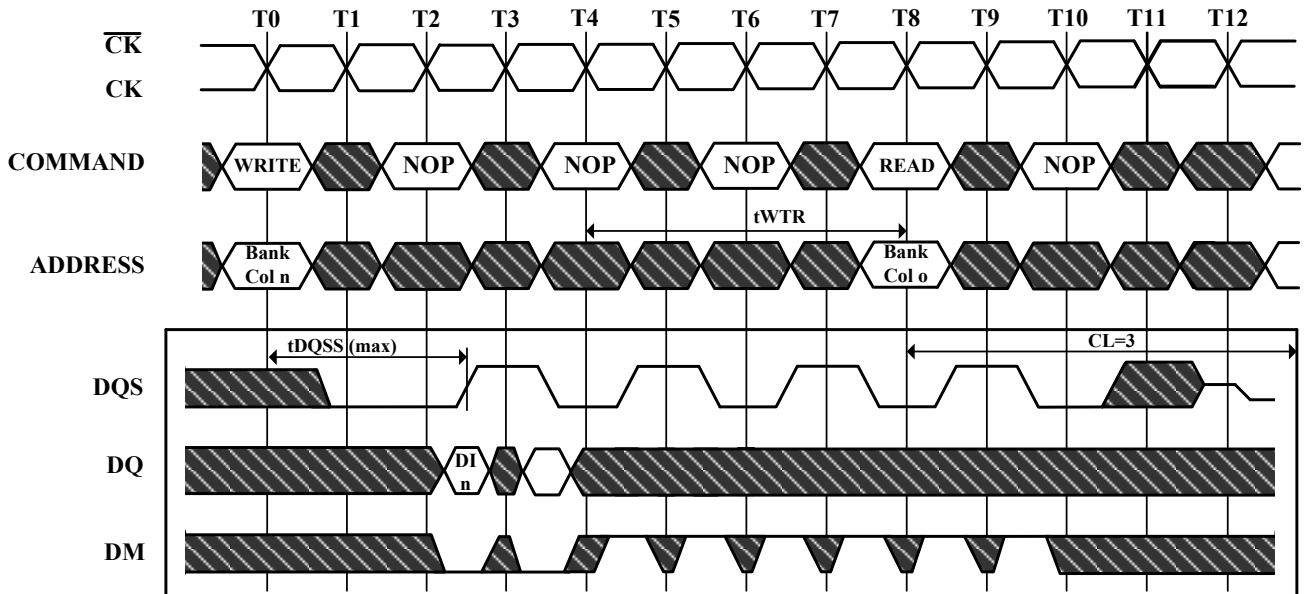 T0 T1 T2 T3 T4 T5 T6 T7 T8 T9 T10 T11 T12
CK
CK
COMMAND WRITE NOP NOP NOP READ NOP
tWTR
ADDRESS Bank Col n Bank Col o
tDQSS (max) CL=3
DQS
DQ DI n
DM